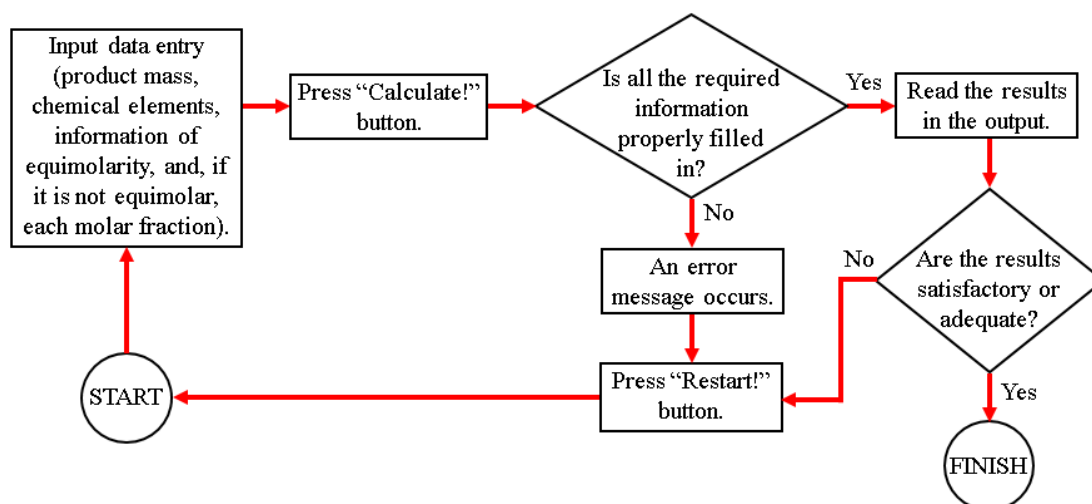 Input data entry
(product mass,
chemical elements,
information of
equimolarity, and, if
it is not equimolar,
each molar fraction).
Press “Calculate!”
button.
Is all the required
information
properly filled
in?
Yes
Read the results
in the output.
No
An error
message occurs.
No
Are the results
satisfactory or
adequate?
Press “Restart!”
button.
START
Yes
FINISH